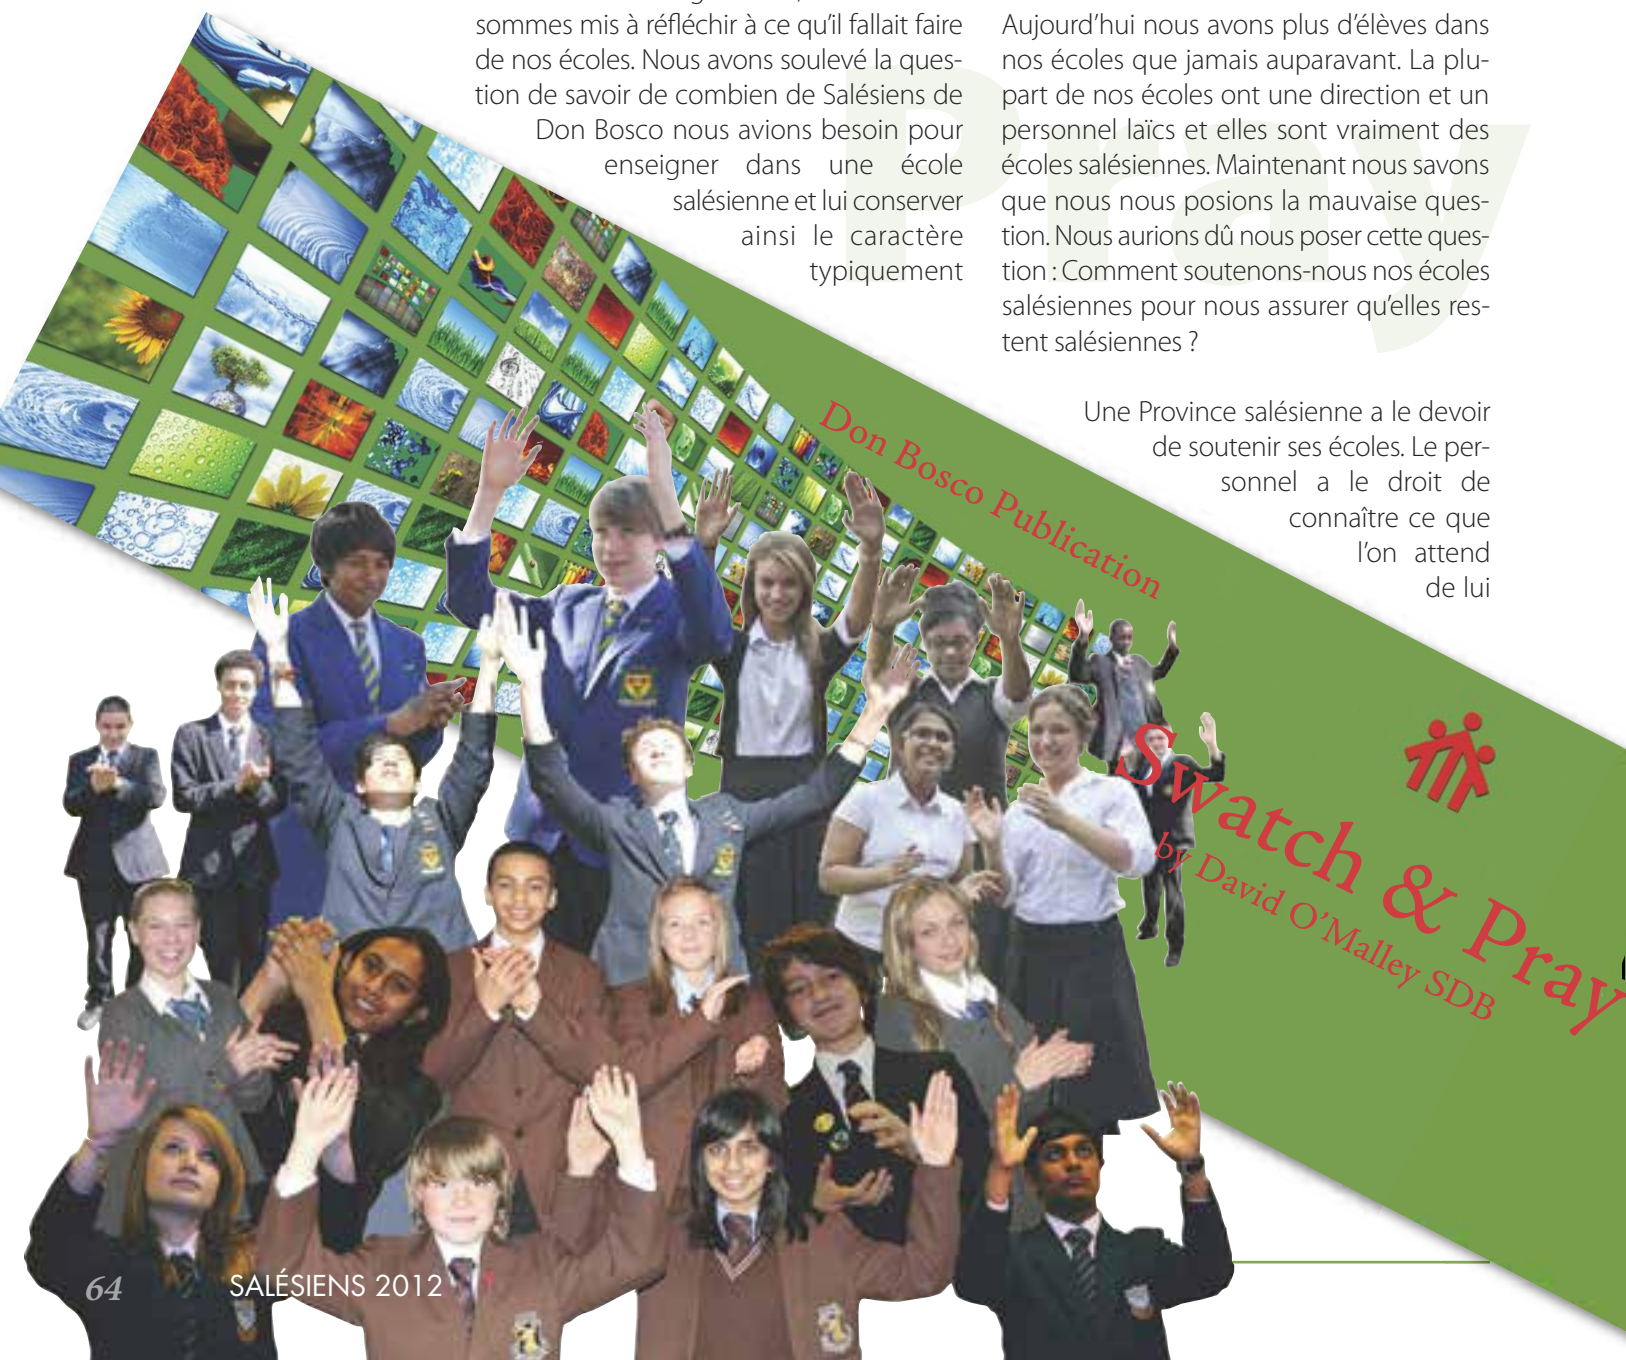 sommes mis à réfléchir à ce qu'il fallait faire
de nos écoles. Nous avons soulevé la ques-
tion de savoir de combien de Salésiens de
Don Bosco nous avions besoin pour
enseigner dans une école
salésienne et lui conserver
ainsi le caractère
typiquement
Aujourd'hui nous avons plus d'élèves dans
nos écoles que jamais auparavant. La plu-
part de nos écoles ont une direction et un
personnel laïcs et elles sont vraiment des
écoles salésiennes. Maintenant nous savons
que nous nous posions la mauvaise ques-
tion. Nous aurions dû nous poser cette ques-
tion : Comment soutenons-nous nos écoles
salésiennes pour nous assurer qu'elles res-
tent salésiennes ?
Une Province salésienne a le devoir
de soutenir ses écoles. Le per-
sonnel a le droit de
connaître ce que
l'on attend
de lui
Pray
Don Bosco Publication
Swatch & Pray
by David O'Malley SDB
64
SALÉSIENS 2012